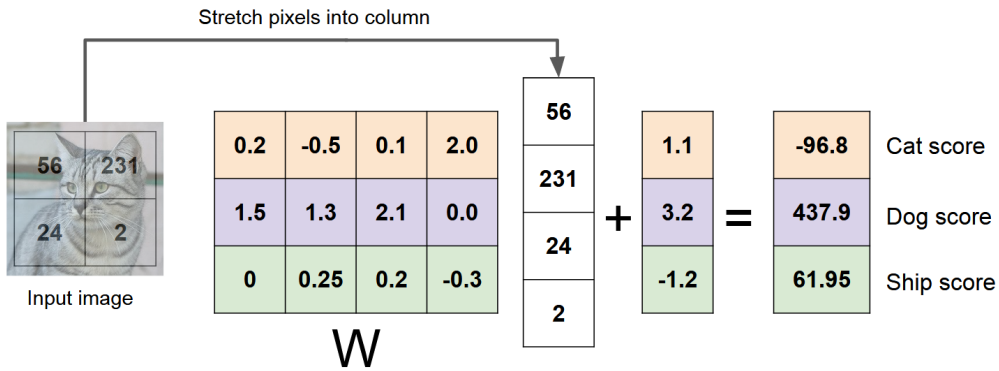 Stretch pixels into column
56 231
24 2
Input image
0.2 -0.5 0.1 2.0
1.5 1.3 2.1 0.0
0 0.25 0.2 -0.3
W
56
231
24
2
+
1.1
3.2
-1.2
=
-96.8 Cat score
437.9 Dog score
61.95 Ship score